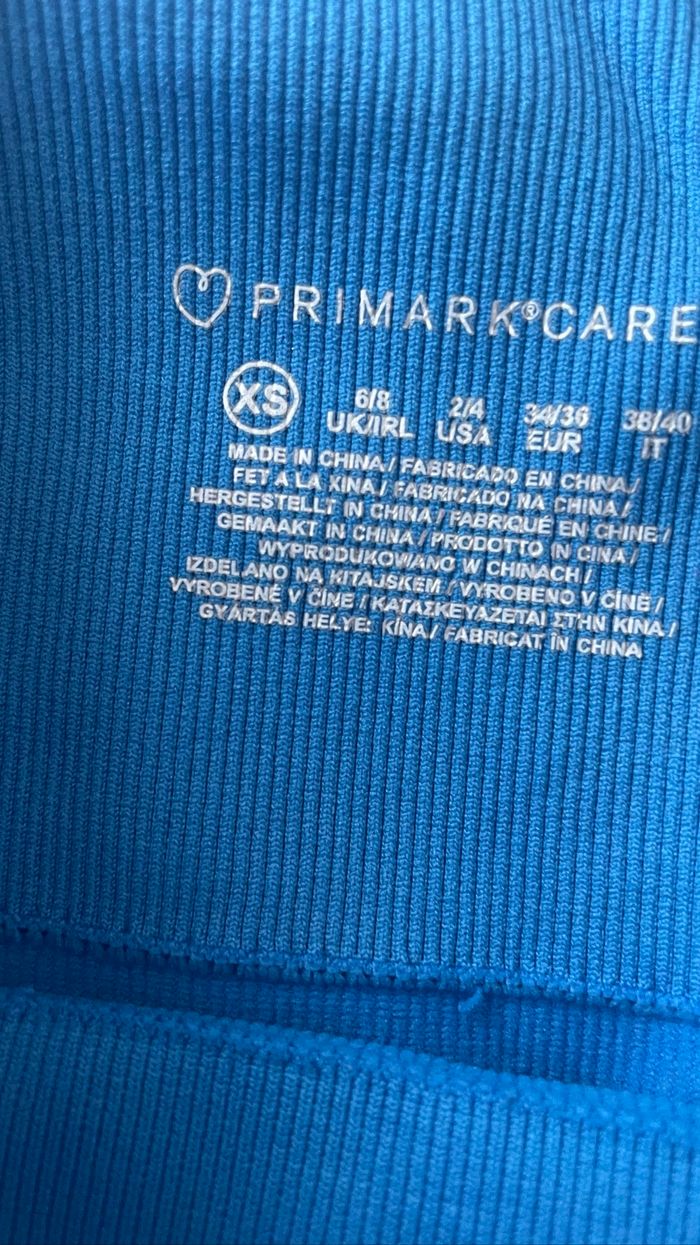 PRIMARK®CARE
XS 6/8 2/4 34/36 38/40
UK/IRL USA EUR IT
MADE IN CHINA / FABRICADO EN CHINA /
FET A LA XINA / FABRICADO NA CHINA /
HERGESTELLT IN CHINA / FABRIQUÉ EN CHINE /
GEMAAKT IN CHINA / PRODOTTO IN CINA /
WYPRODUKOWANO W CHINACH /
IZDELANO NA KITAJSKEM / VYROBENO V ČÍNĚ /
VYROBENÉ V ČÍNE / ΚΑΤΑΣΚΕΥΑΖΕΤΑΙ ΣΤΗΝ ΚΙΝΑ /
GYÁRTÁS HELYE: KÍNA / FABRICAT ÎN CHINA